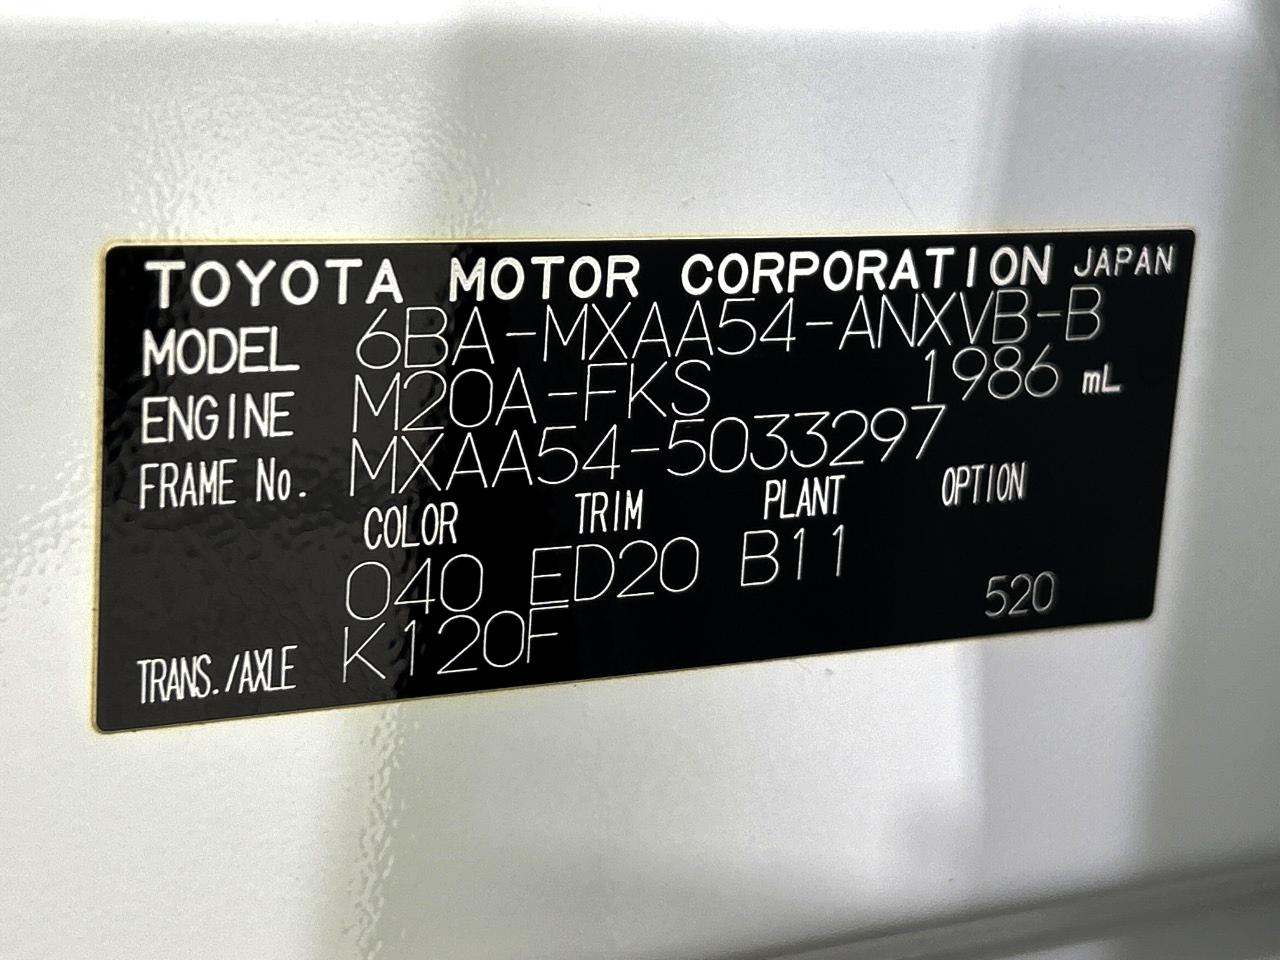 TOYOTA MOTOR CORPORATION JAPAN
MODEL 6BA-MXAA54-ANXVB-B
ENGINE M20A-FKS 1986 mL
FRAME No. MXAA54-5033297
COLOR TRIM PLANT OPTION
040 ED20 B11 520
TRANS./AXLE K120F